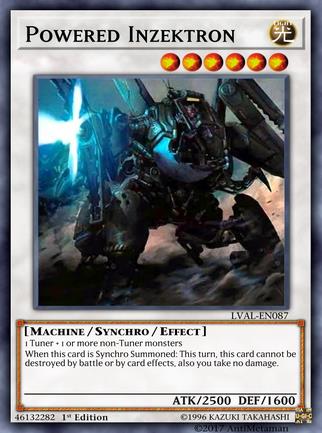 Powered Inzektron
LIGHT
光
LVAL-EN087
[Machine / Synchro / Effect]
1 Tuner + 1 or more non-Tuner monsters
When this card is Synchro Summoned: This turn, this card cannot be
destroyed by battle or by card effects, also you take no damage.
ATK/2500 DEF/1600
46132282 1st Edition ©1996 KAZUKI TAKAHASHI
©2017 AntiMetaman